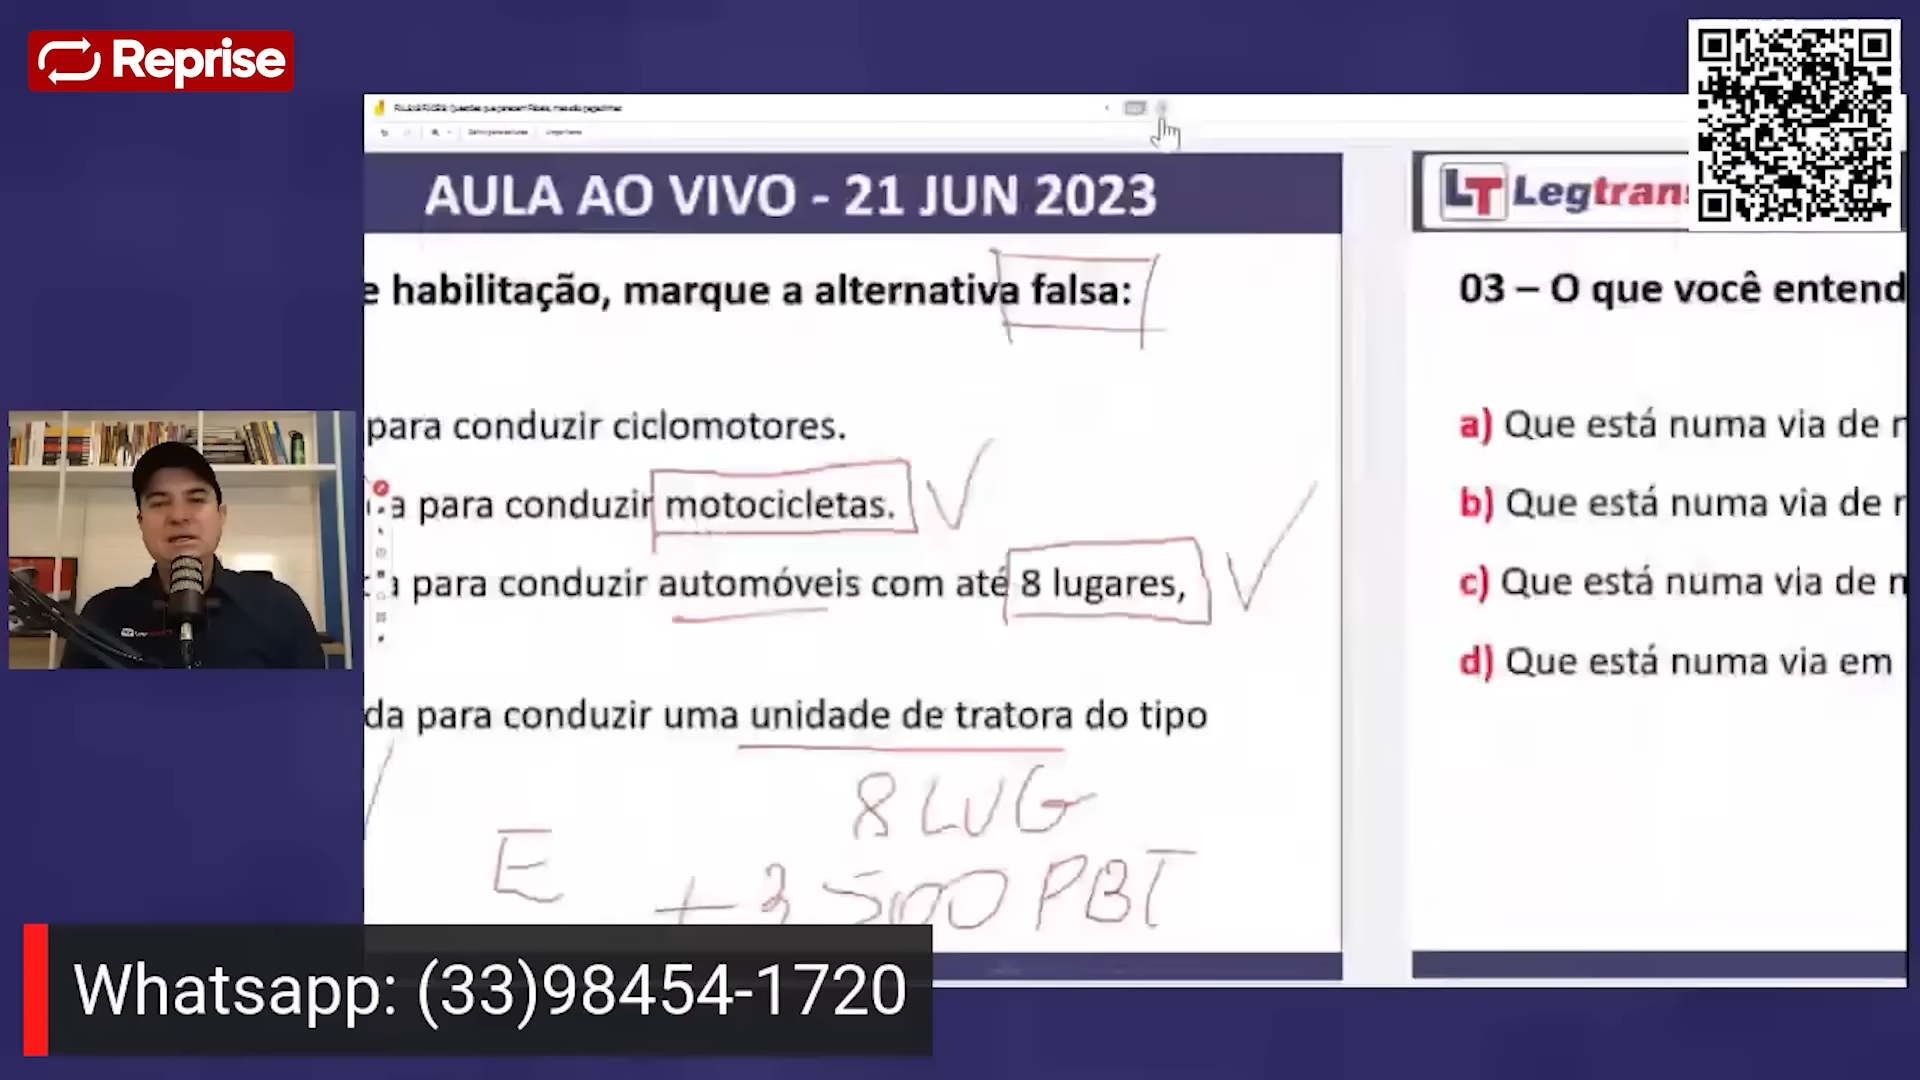 Reprise
AULA AO VIVO - 21 JUN 2023
e habilitação, marque a alternativa falsa:
para conduzir ciclomotores.
a para conduzir motocicletas.
a para conduzir automóveis com até 8 lugares,
da para conduzir uma unidade de tratora do tipo
8 LUG
E
+3 500 PBT
LT Legtrans
03 – O que você entend
a) Que está numa via de
b) Que está numa via de
c) Que está numa via de
d) Que está numa via em
Whatsapp: (33)98454-1720